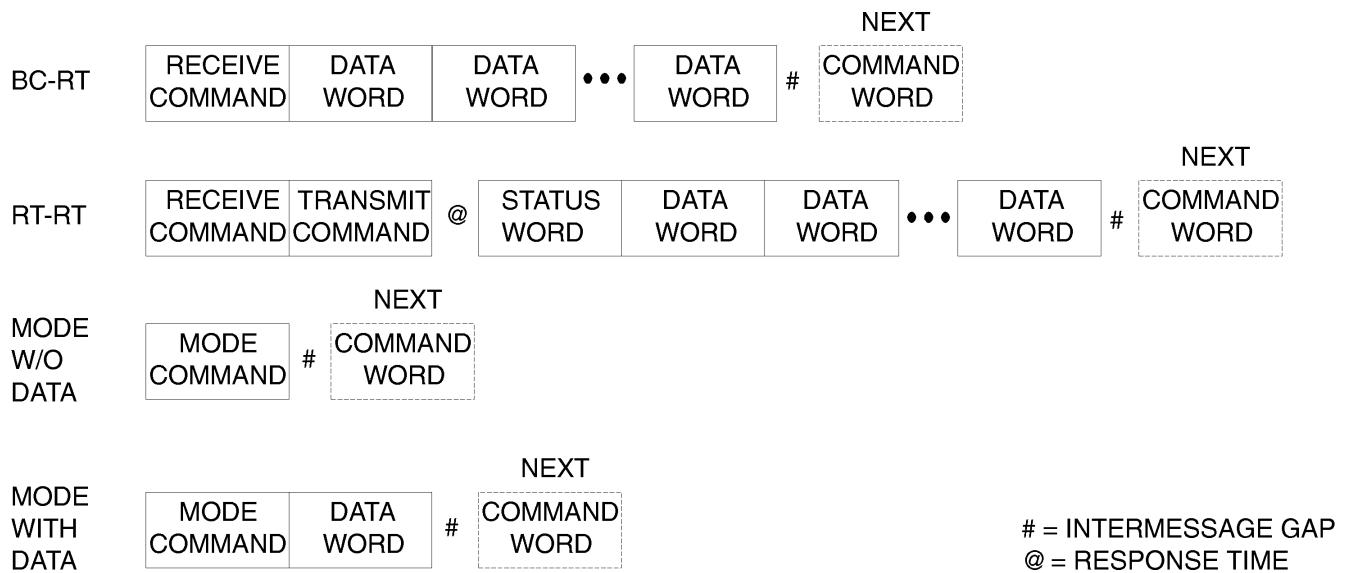 NEXT
BC-RT
RECEIVE COMMAND
DATA WORD
DATA WORD
•••
DATA WORD
#
COMMAND WORD
NEXT
RT-RT
RECEIVE COMMAND
TRANSMIT COMMAND
@
STATUS WORD
DATA WORD
DATA WORD
•••
DATA WORD
#
COMMAND WORD
NEXT
MODE
W/O
DATA
MODE COMMAND
#
COMMAND WORD
NEXT
MODE
WITH
DATA
MODE COMMAND
DATA WORD
#
COMMAND WORD
# = INTERMESSAGE GAP
@ = RESPONSE TIME